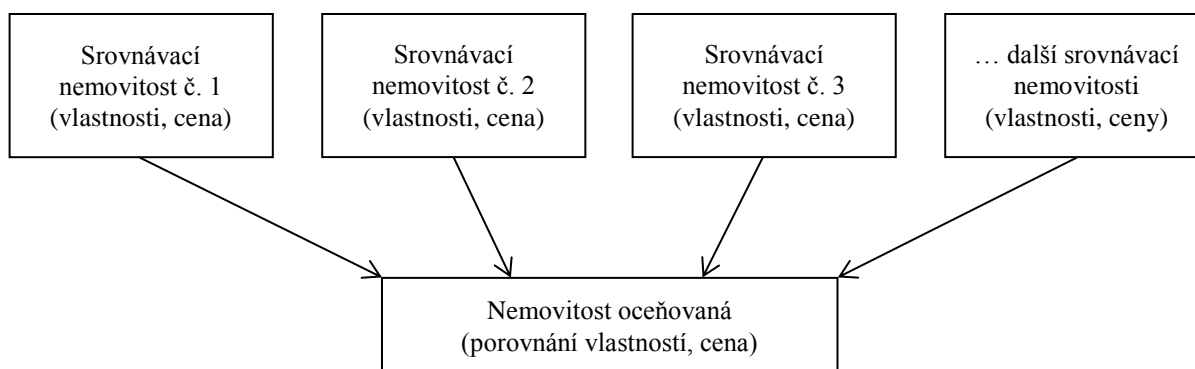 Srovnávací
nemovitost č. 1
(vlastnosti, cena)
Srovnávací
nemovitost č. 2
(vlastnosti, cena)
Srovnávací
nemovitost č. 3
(vlastnosti, cena)
… další srovnávací
nemovitosti
(vlastnosti, ceny)
Nemovitost oceňovaná
(porovnání vlastností, cena)